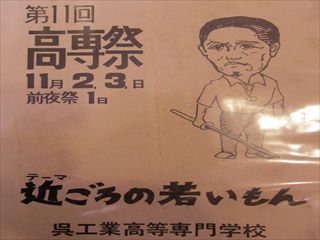 第11回
高専祭
11月2,3日
前夜祭1日
テーマ
近ごろの若いもん
呉工業高等専門学校